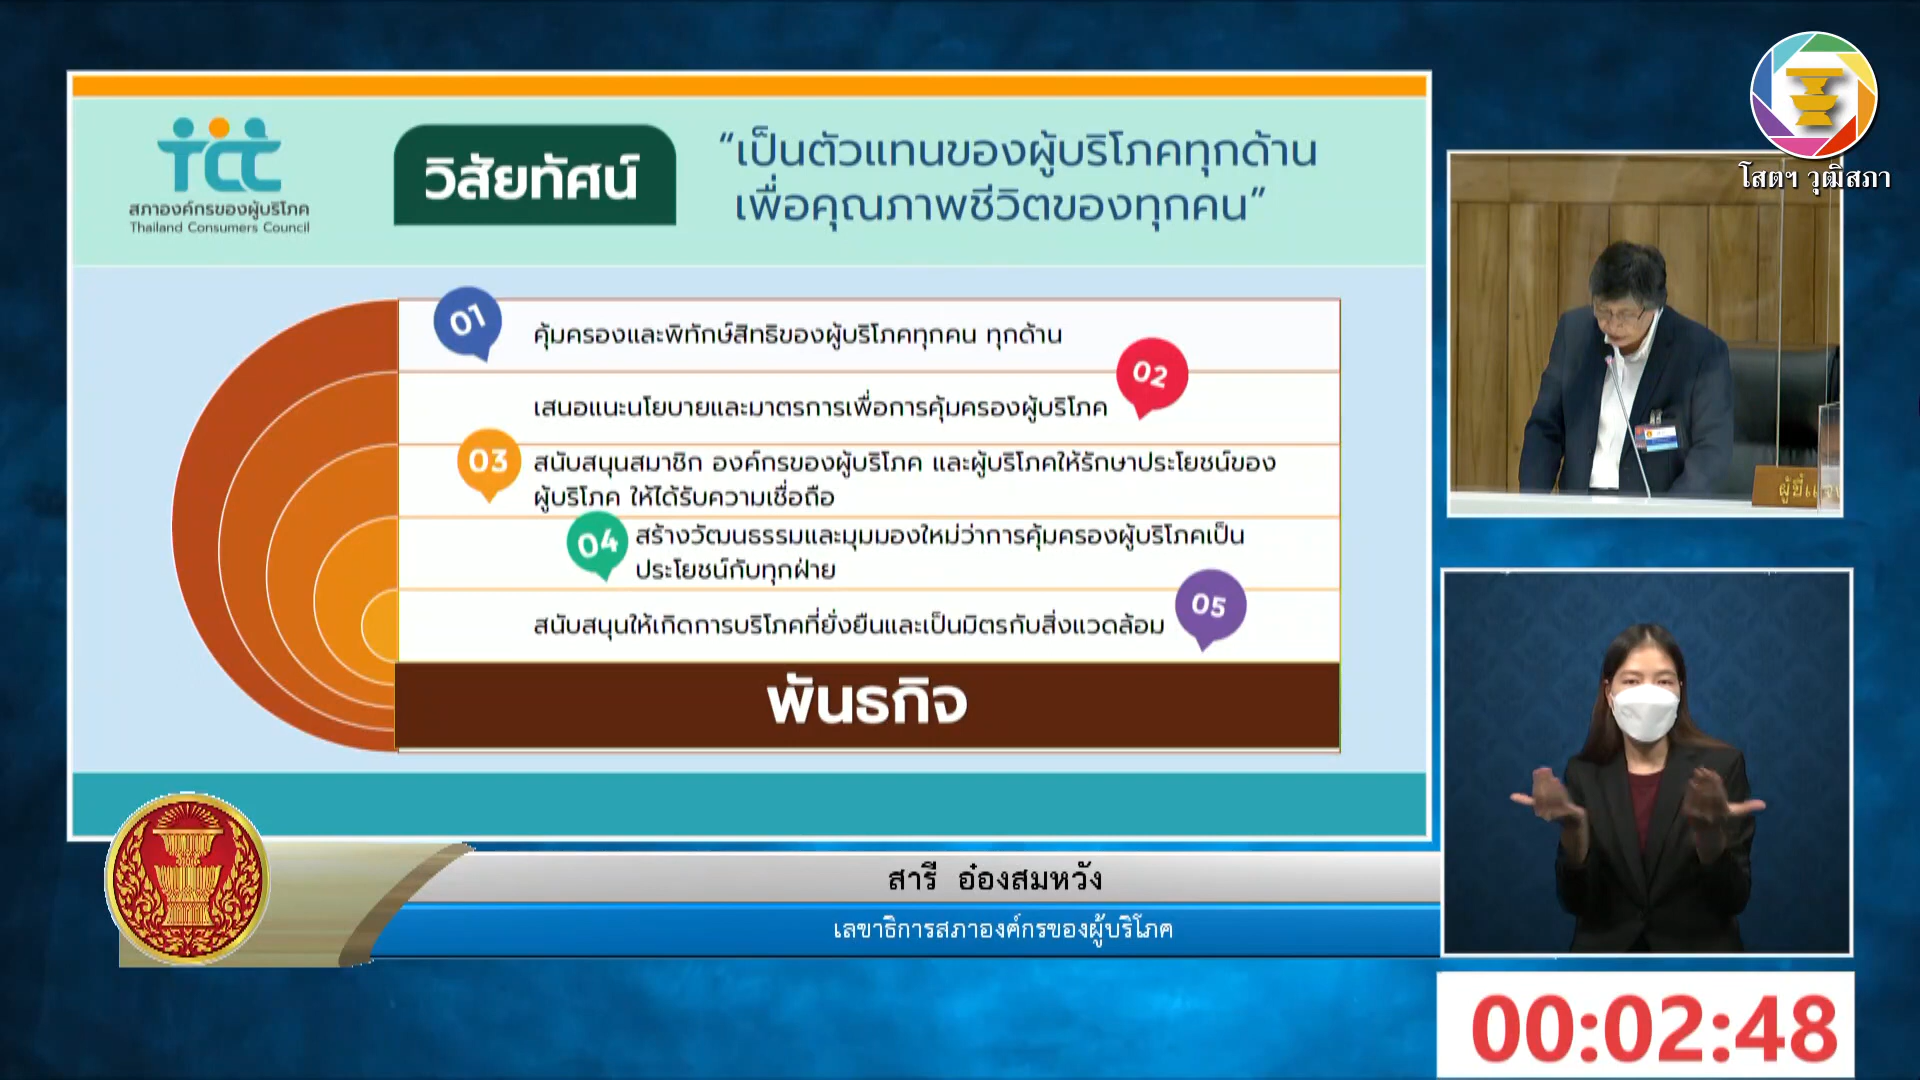 TCC
สภาองค์กรของผู้บริโภค
Thailand Consumers Council
วิสัยทัศน์
“เป็นตัวแทนของผู้บริโภคทุกด้าน
เพื่อคุณภาพชีวิตของทุกคน”
โสตฯ วุฒิสภา
01
คุ้มครองและพิทักษ์สิทธิของผู้บริโภคทุกคน ทุกด้าน
02
เสนอแนะนโยบายและมาตรการเพื่อการคุ้มครองผู้บริโภค
03
สนับสนุนสมาชิก องค์กรของผู้บริโภค และผู้บริโภคให้รักษาประโยชน์ของ
ผู้บริโภค ให้ได้รับความเชื่อถือ
04
สร้างวัฒนธรรมและมุมมองใหม่ว่าการคุ้มครองผู้บริโภคเป็น
ประโยชน์กับทุกฝ่าย
05
สนับสนุนให้เกิดการบริโภคที่ยั่งยืนและเป็นมิตรกับสิ่งแวดล้อม
พันธกิจ
สารี อ๋องสมหวัง
เลขาธิการสภาองค์กรของผู้บริโภค
00:02:48